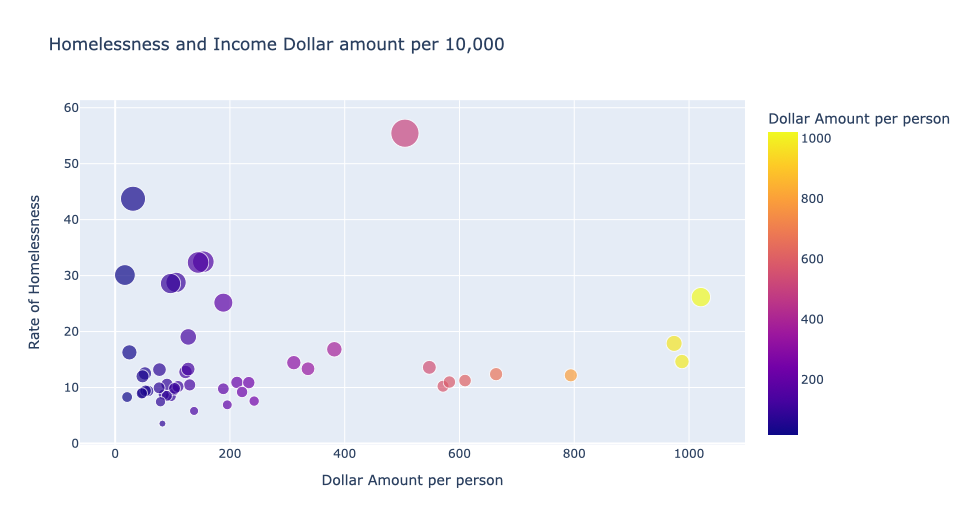 Homelessness and Income Dollar amount per 10,000
Dollar Amount per person
1000
800
600
400
200
60
50
40
30
20
10
0
Rate of Homelessness
0 200 400 600 800 1000
Dollar Amount per person